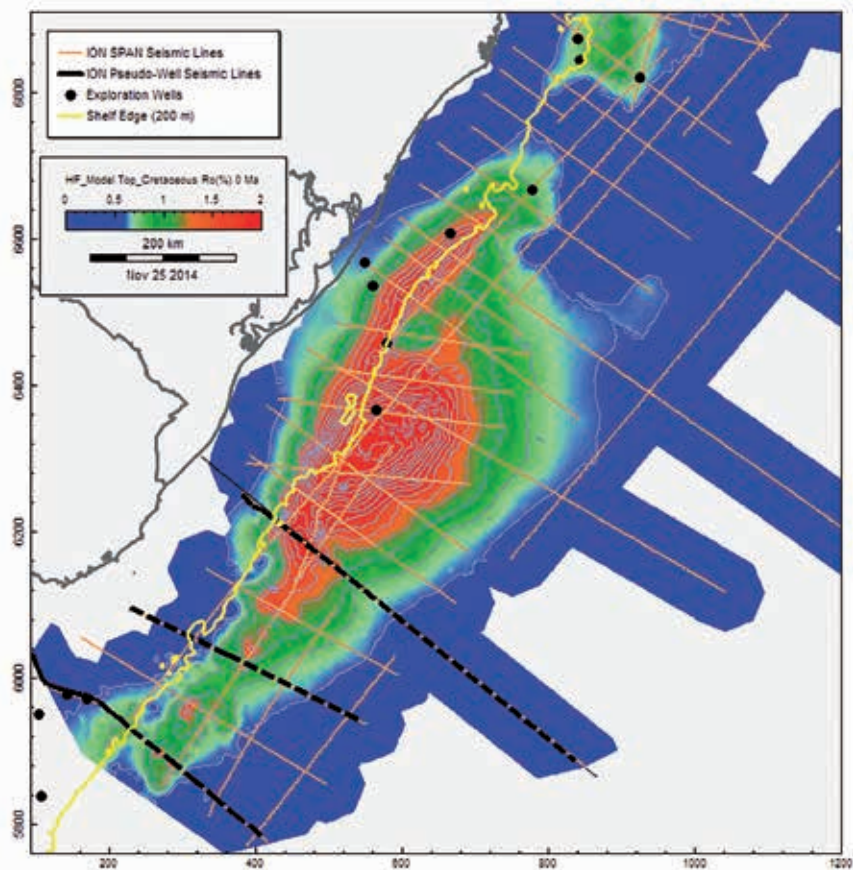 ION SPAN Seismic Lines
ION Pseudo-Well Seismic Lines
Exploration Wells
Shelf Edge (200 m)
HF_Model Top_Cretaceous Ro(%) 0 Ma
0 0.5 1 1.5 2
200 km
Nov 25 2014
6800
6600
6400
6200
6000
5800
200 400 600 800 1000 1200